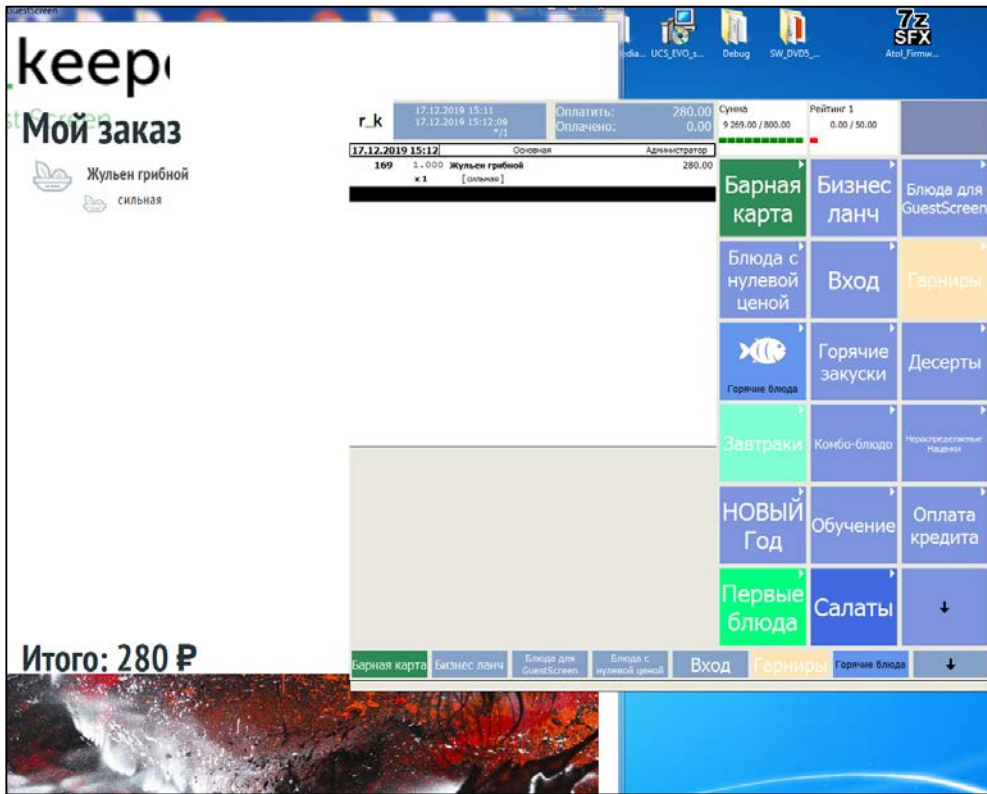 GuestScreen
_keep
Мой заказ
Жульен грибной
сильная
Итого: 280 ₽
UCS_EVO_s...
Debug
SW_DVD5_...
7z
SFX
Atol_Firmw...
r_k
17.12.2019 15:11
17.12.2019 15:12:09
*/1
Оплатить: 280.00
Оплачено: 0.00
Сумма
9 269.00 / 800.00
Рейтинг 1
0.00 / 50.00
17.12.2019 15:12 Основная Администратор
169 1.000 Жульен грибной 280.00
x 1 [сильная]
Барная
карта
Бизнес
ланч
Блюда для
GuestScreen
Блюда с
нулевой
ценой
Вход
Гарниры
Горячие блюда
Горячие
закуски
Десерты
Завтраки
Комбо-блюдо
Нераспределяемые
Наценки
НОВЫЙ
Год
Обучение
Оплата
кредита
Первые
блюда
Салаты
Барная карта
Бизнес ланч
Блюда для
GuestScreen
Блюда с
нулевой ценой
Вход
Гарниры
Горячие блюда